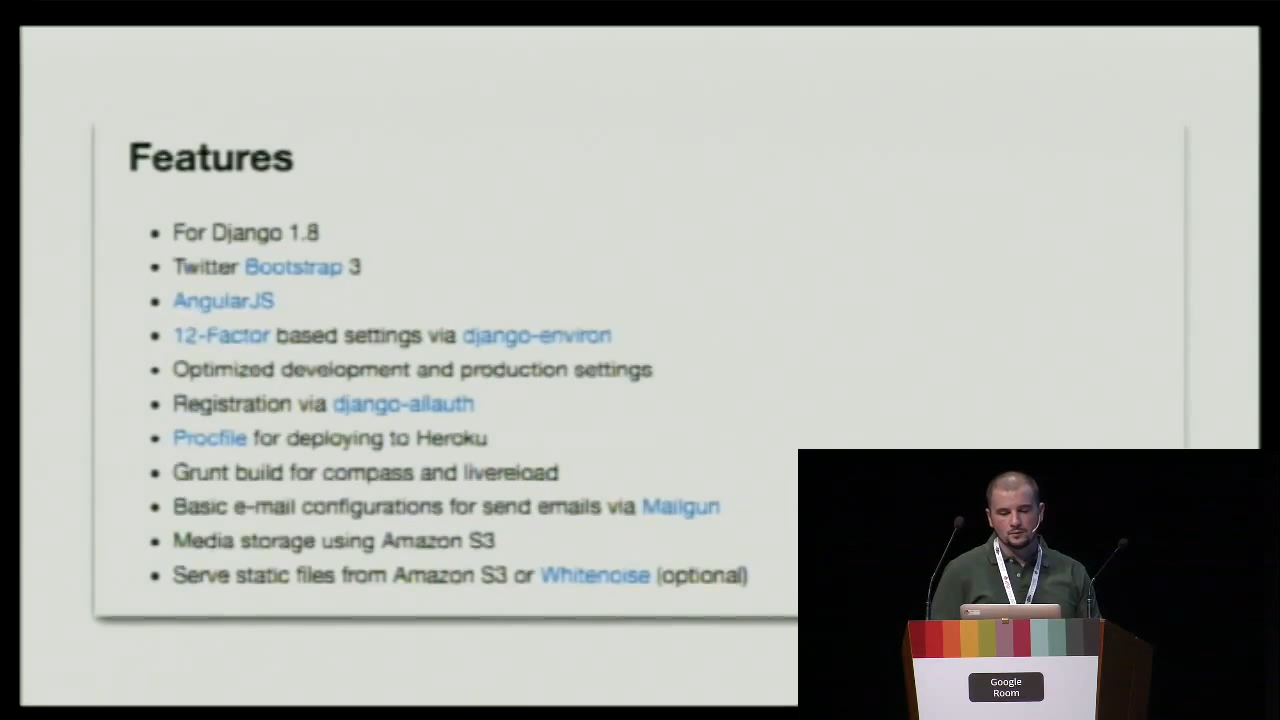 Features
For Django 1.8
Twitter Bootstrap 3
AngularJS
12-Factor based settings via django-environ
Optimized development and production settings
Registration via django-allauth
Procfile for deploying to Heroku
Grunt build for compass and livereload
Basic e-mail configurations for send emails via Mailgun
Media storage using Amazon S3
Serve static files from Amazon S3 or Whitenoise (optional)
Google
Room